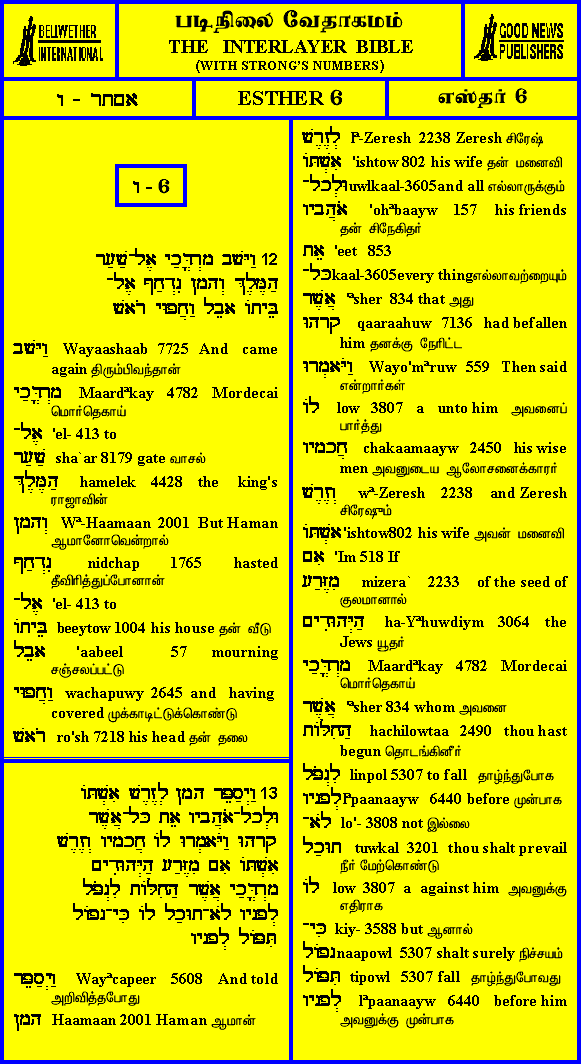 BELLWETHER
INTERNATIONAL
படிநிலை வேதாகமம்
THE INTERLAYER BIBLE
(WITH STRONG'S NUMBERS)
GOOD NEWS
PUBLISHERS
אסתר - ו
ESTHER 6
எஸ்தர் 6
ו - 6
12 וַיֵּשֶׁב מָרְדֳּכַי אֶל־שַׁעַר
הַמֶּלֶךְ וְהָמָן נִדְחַף אֶל־
בֵּיתוֹ אָבֵל וַחֲפוּי רֹאשׁ
וַיֵּשֶׁב Wayaashaab 7725 And came
again திரும்பிவந்தான்
מָרְדֳּכַי Maardªkay 4782 Mordecai
மொர்தெகாய்
אֶל־ 'el- 413 to
שַׁעַר sha`ar 8179 gate வாசல்
הַמֶּלֶךְ hamelek 4428 the king's
ராஜாவின்
וְהָמָן Wª-Haamaan 2001 But Haman
ஆமானோவென்றால்
נִדְחַף nidchap 1765 hasted
தீவிரித்துப்போனான்
אֶל־ 'el- 413 to
בֵּיתוֹ beeytow 1004 his house தன் வீடு
אָבֵל 'aabeel 57 mourning
சஞ்சலப்பட்டு
וַחֲפוּי wachapuwy 2645 and having
covered முக்காடிட்டுக்கொண்டு
רֹאשׁ ro'sh 7218 his head தன் தலை
13 וַיְסַפֵּר הָמָן לְזֶרֶשׁ אִשְׁתּוֹ
וּלְכָל־אֹהֲבָיו אֵת כָּל־אֲשֶׁר
קָרָהוּ וַיֹּאמְרוּ לוֹ חֲכָמָיו וְזֶרֶשׁ
אִשְׁתּוֹ אִם מִזֶּרַע הַיְּהוּדִים
מָרְדֳּכַי אֲשֶׁר הַחִלּוֹתָ לִנְפֹּל
לְפָנָיו לֹא־תוּכַל לוֹ כִּי־נָפוֹל
תִּפּוֹל לְפָנָיו
וַיְסַפֵּר Wayªcapeer 5608 And told
அறிவித்தபோது
הָמָן Haamaan 2001 Haman ஆமான்
לְזֶרֶשׁ lª-Zeresh 2238 Zeresh சிரேஷ்
אִשְׁתּוֹ 'ishtow 802 his wife தன் மனைவி
וּלְכָל־ uwlkaal-3605and all எல்லாருக்கும்
אֹהֲבָיו 'ohªbaayw 157 his friends
தன் சிநேகிதர்
אֵת 'eet 853
כָּל־ kaal-3605every thingஎல்லாவற்றையும்
אֲשֶׁר ªsher 834 that அது
קָרָהוּ qaaraahuw 7136 had befallen
him தனக்கு நேரிட்ட
וַיֹּאמְרוּ Wayo'mªruw 559 Then said
என்றார்கள்
לוֹ low 3807 a unto him அவனைப்
பார்த்து
חֲכָמָיו chakaamaayw 2450 his wise
men அவனுடைய ஆலோசனைக்காரர்
וְזֶרֶשׁ wª-Zeresh 2238 and Zeresh
சிரேஷும்
אִשְׁתּוֹ 'ishtow802 his wife அவன் மனைவி
אִם 'Im 518 If
מִזֶּרַע mizera` 2233 of the seed of
குலமானால்
הַיְּהוּדִים ha-Yªhuwdiym 3064 the
Jews யூதர்
מָרְדֳּכַי Maardªkay 4782 Mordecai
மொர்தெகாய்
אֲשֶׁר ªsher 834 whom அவனை
הַחִלּוֹתָ hachilowtaa 2490 thou hast
begun தொடங்கினீர்
לִנְפֹּל linpol 5307 to fall தாழ்ந்துபோக
לְפָנָיו lªpaanaayw 6440 before முன்பாக
לֹא־ lo'- 3808 not இல்லை
תוּכַל tuwkal 3201 thou shalt prevail
நீர் மேற்கொண்டு
לוֹ low 3807 a against him அவனுக்கு
எதிராக
כִּי־ kiy- 3588 but ஆனால்
נָפוֹל naapowl 5307 shalt surely நிச்சயம்
תִּפּוֹל tipowl 5307 fall தாழ்ந்துபோவது
לְפָנָיו lªpaanaayw 6440 before him
அவனுக்கு முன்பாக